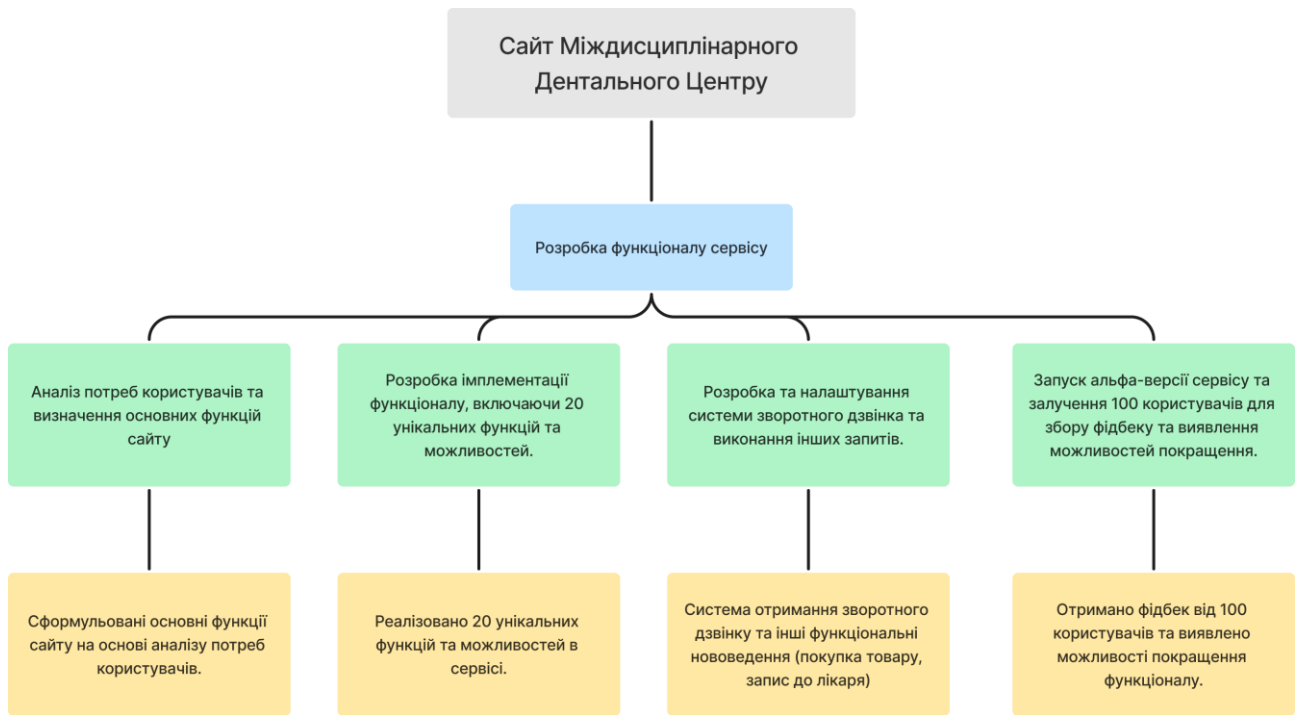 Сайт Міждисциплінарного
Дентального Центру
Розробка функціоналу сервісу
Аналіз потреб користувачів та
визначення основних функцій
сайту
Розробка імплементації
функціоналу, включаючи 20
унікальних функцій та
можливостей.
Розробка та налаштування
системи зворотного дзвінка та
виконання інших запитів.
Запуск альфа-версії сервісу та
залучення 100 користувачів для
збору фідбеку та виявлення
можливостей покращення.
Сформульовані основні функції
сайту на основі аналізу потреб
користувачів.
Реалізовано 20 унікальних
функцій та можливостей в
сервісі.
Система отримання зворотного
дзвінку та інші функціональні
нововедення (покупка товару,
запис до лікаря)
Отримано фідбек від 100
користувачів та виявлено
можливості покращення
функціоналу.